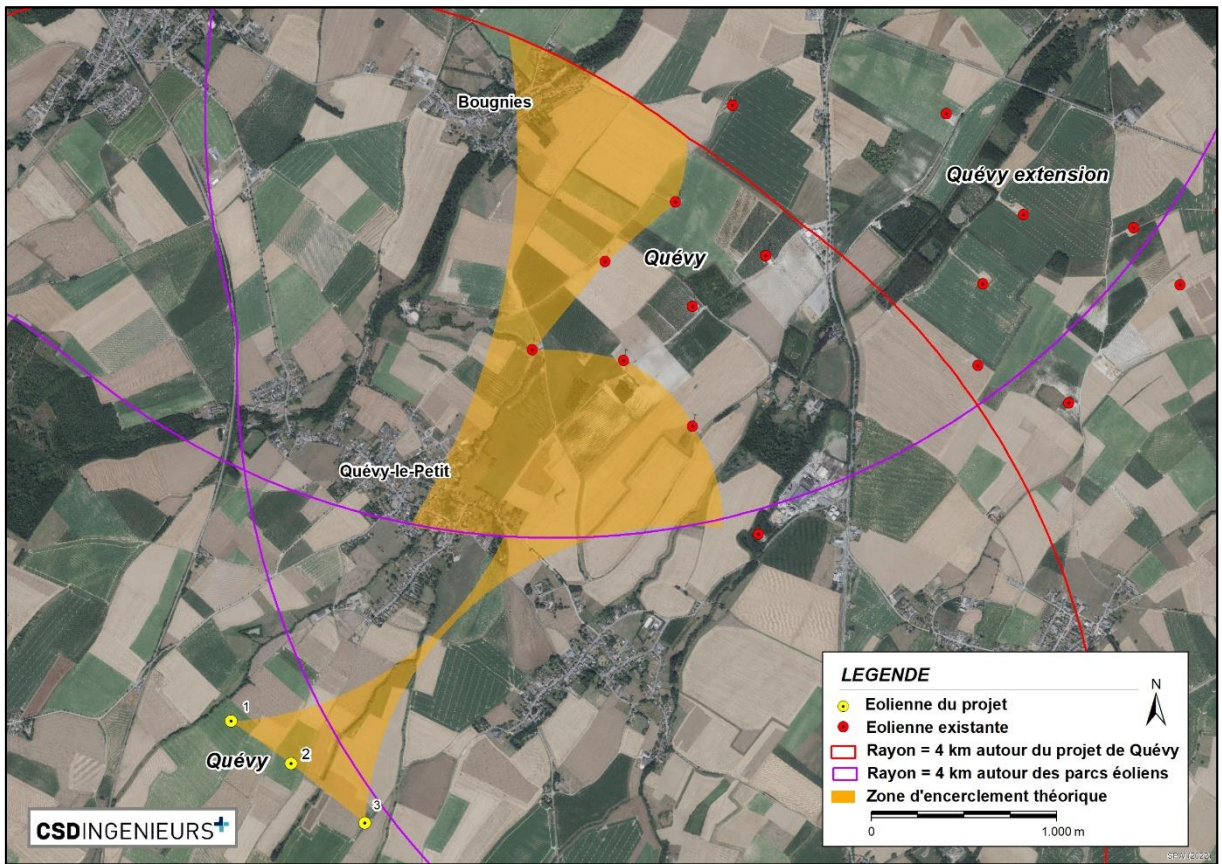 Bougnies
Quévy extension
Quévy
Quévy-le-Petit
1
Quévy
2
3
LEGENDE
Eolienne du projet
Eolienne existante
Rayon = 4 km autour du projet de Quévy
Rayon = 4 km autour des parcs éoliens
Zone d'encerclement théorique
N
0 1.000 m
CSDINGENIEURS+
SPW (2022)